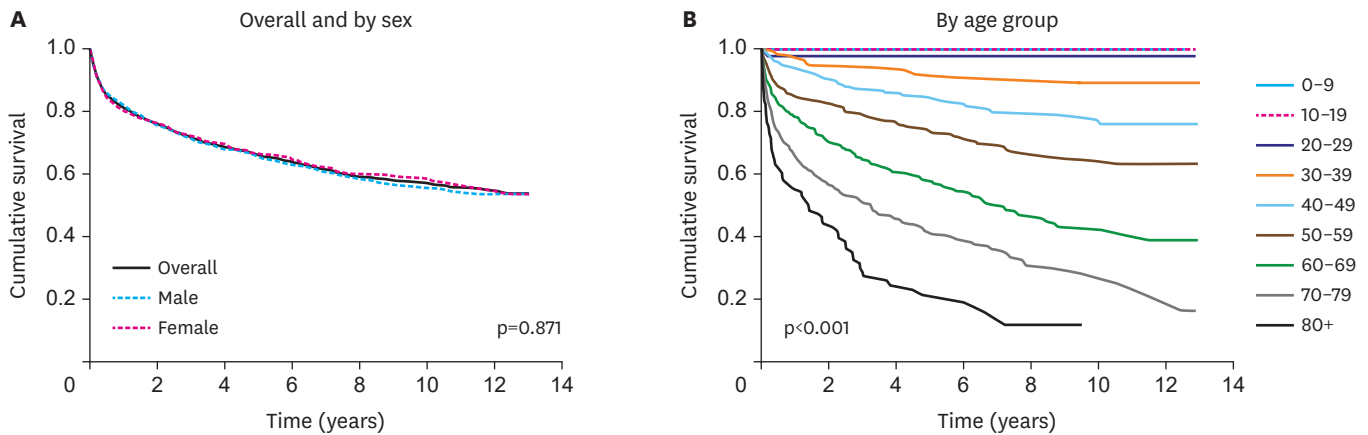 A
Overall and by sex
Cumulative survival
1.0
0.8
0.6
0.4
0.2
0
2
4
6
8
10
12
14
Time (years)
Overall
Male
Female
p=0.871
B
By age group
Cumulative survival
1.0
0.8
0.6
0.4
0.2
0
2
4
6
8
10
12
14
Time (years)
p<0.001
0–9
10–19
20–29
30–39
40–49
50–59
60–69
70–79
80+